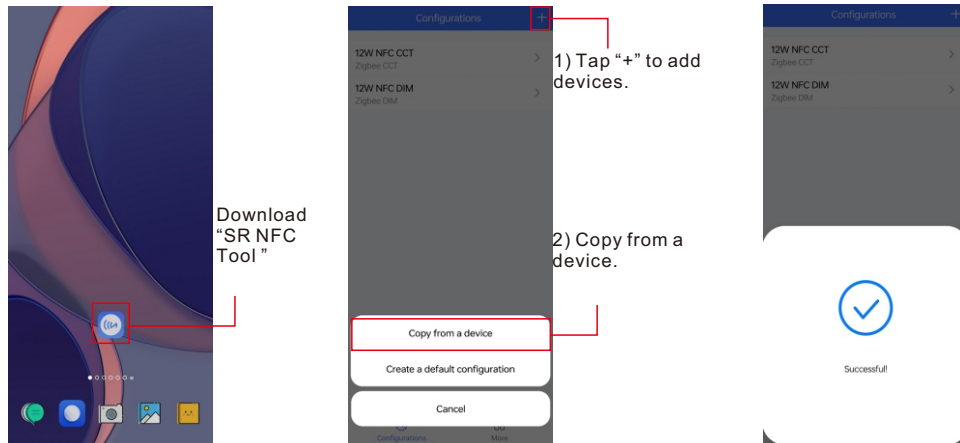 Download
“SR NFC
Tool ”
Configurations +
12W NFC CCT
Zigbee CCT
12W NFC DIM
Zigbee DIM
1) Tap “+” to add
devices.
2) Copy from a
device.
Copy from a device
Create a default configuration
Cancel
Configurations
More
Configurations +
12W NFC CCT
Zigbee CCT
12W NFC DIM
Zigbee DIM
Successful!